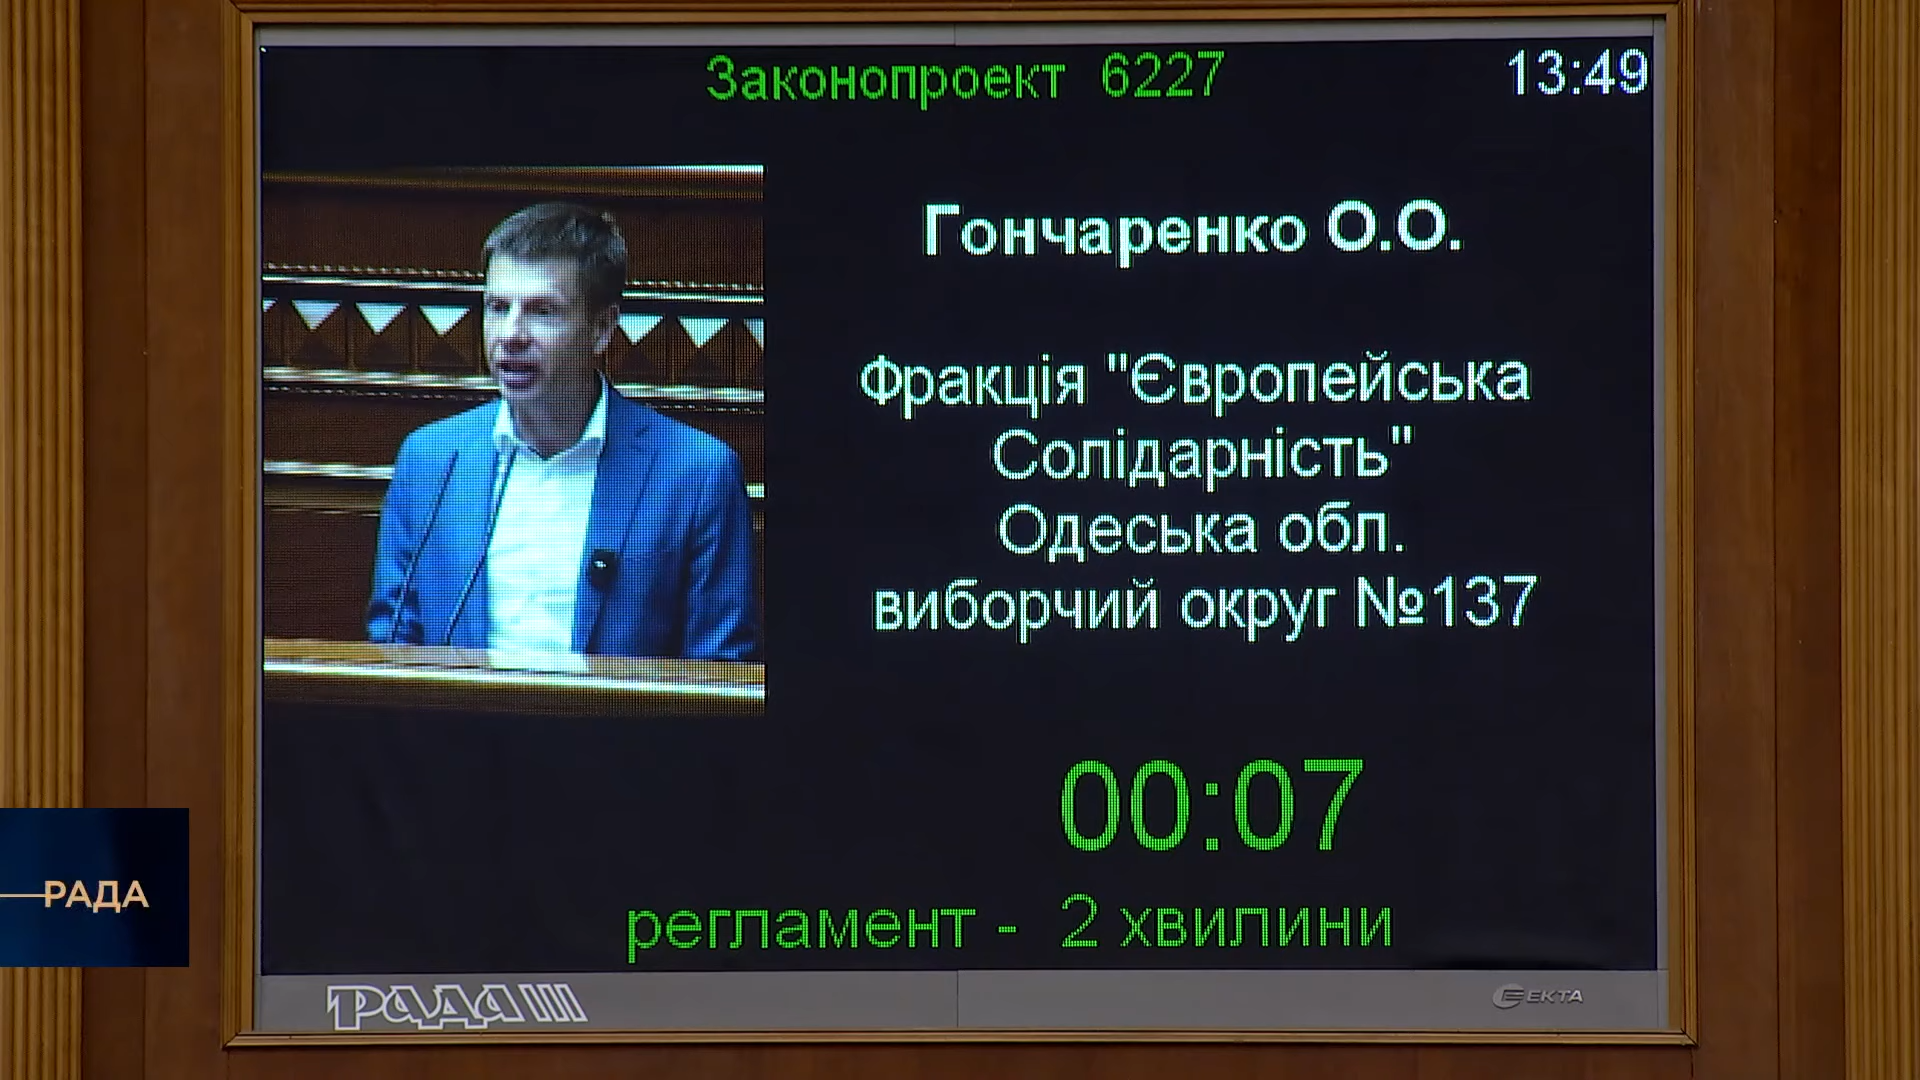 Законопроект 6227
13:49
Гончаренко О.О.
Фракція "Європейська
Солідарність"
Одеська обл.
виборчий округ №137
00:07
регламент - 2 хвилини
РАДА
РАДА III
ЕКТА